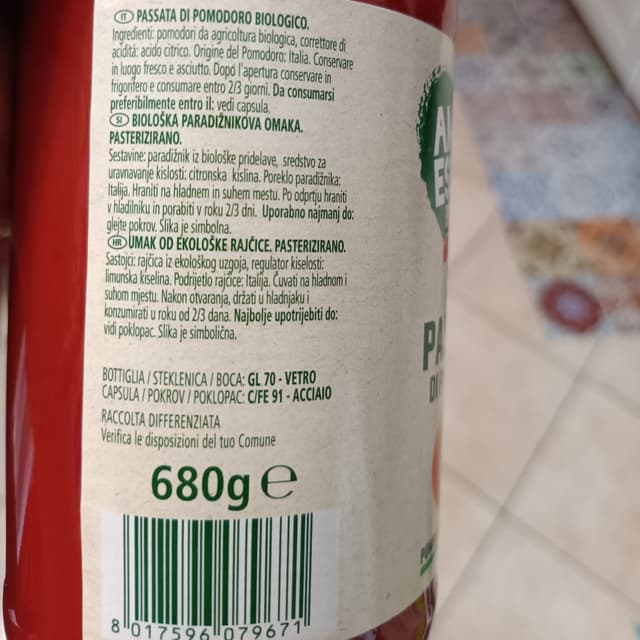 IT PASSATA DI POMODORO BIOLOGICO.
Ingredienti: pomodori da agricoltura biologica, correttore di
acidità: acido citrico. Origine del Pomodoro: Italia. Conservare
in luogo fresco e asciutto. Dopo l'apertura conservare in
frigorifero e consumare entro 2/3 giorni. Da consumarsi
preferibilmente entro il: vedi capsula.
SI BIOLOŠKA PARADIŽNIKOVA OMAKA.
PASTERIZIRANO.
Sestavine: paradižnik iz biološke pridelave, sredstvo za
uravnavanje kislosti: citronska kislina. Poreklo paradižnika:
Italija. Hraniti na hladnem in suhem mestu. Po odprtju hraniti
v hladilniku in porabiti v roku 2/3 dni. Uporabno najmanj do:
glejte pokrov. Slika je simbolna.
HR UMAK OD EKOLOŠKE RAJČICE. PASTERIZIRANO.
Sastojci: rajčica iz ekološkog uzgoja, regulator kiselosti:
limunska kiselina. Podrijetlo rajčice: Italija. Čuvati na hladnom i
suhom mjestu. Nakon otvaranja, držati u hladnjaku i
konzumirati u roku od 2/3 dana. Najbolje upotrijebiti do:
vidi poklopac. Slika je simbolična.
BOTTIGLIA / STEKLENICA / BOCA: GL 70 - VETRO
CAPSULA / POKROV / POKLOPAC: C/FE 91 - ACCIAIO
RACCOLTA DIFFERENZIATA
Verifica le disposizioni del tuo Comune
680g ℮
8 017596 079671
PA
DI